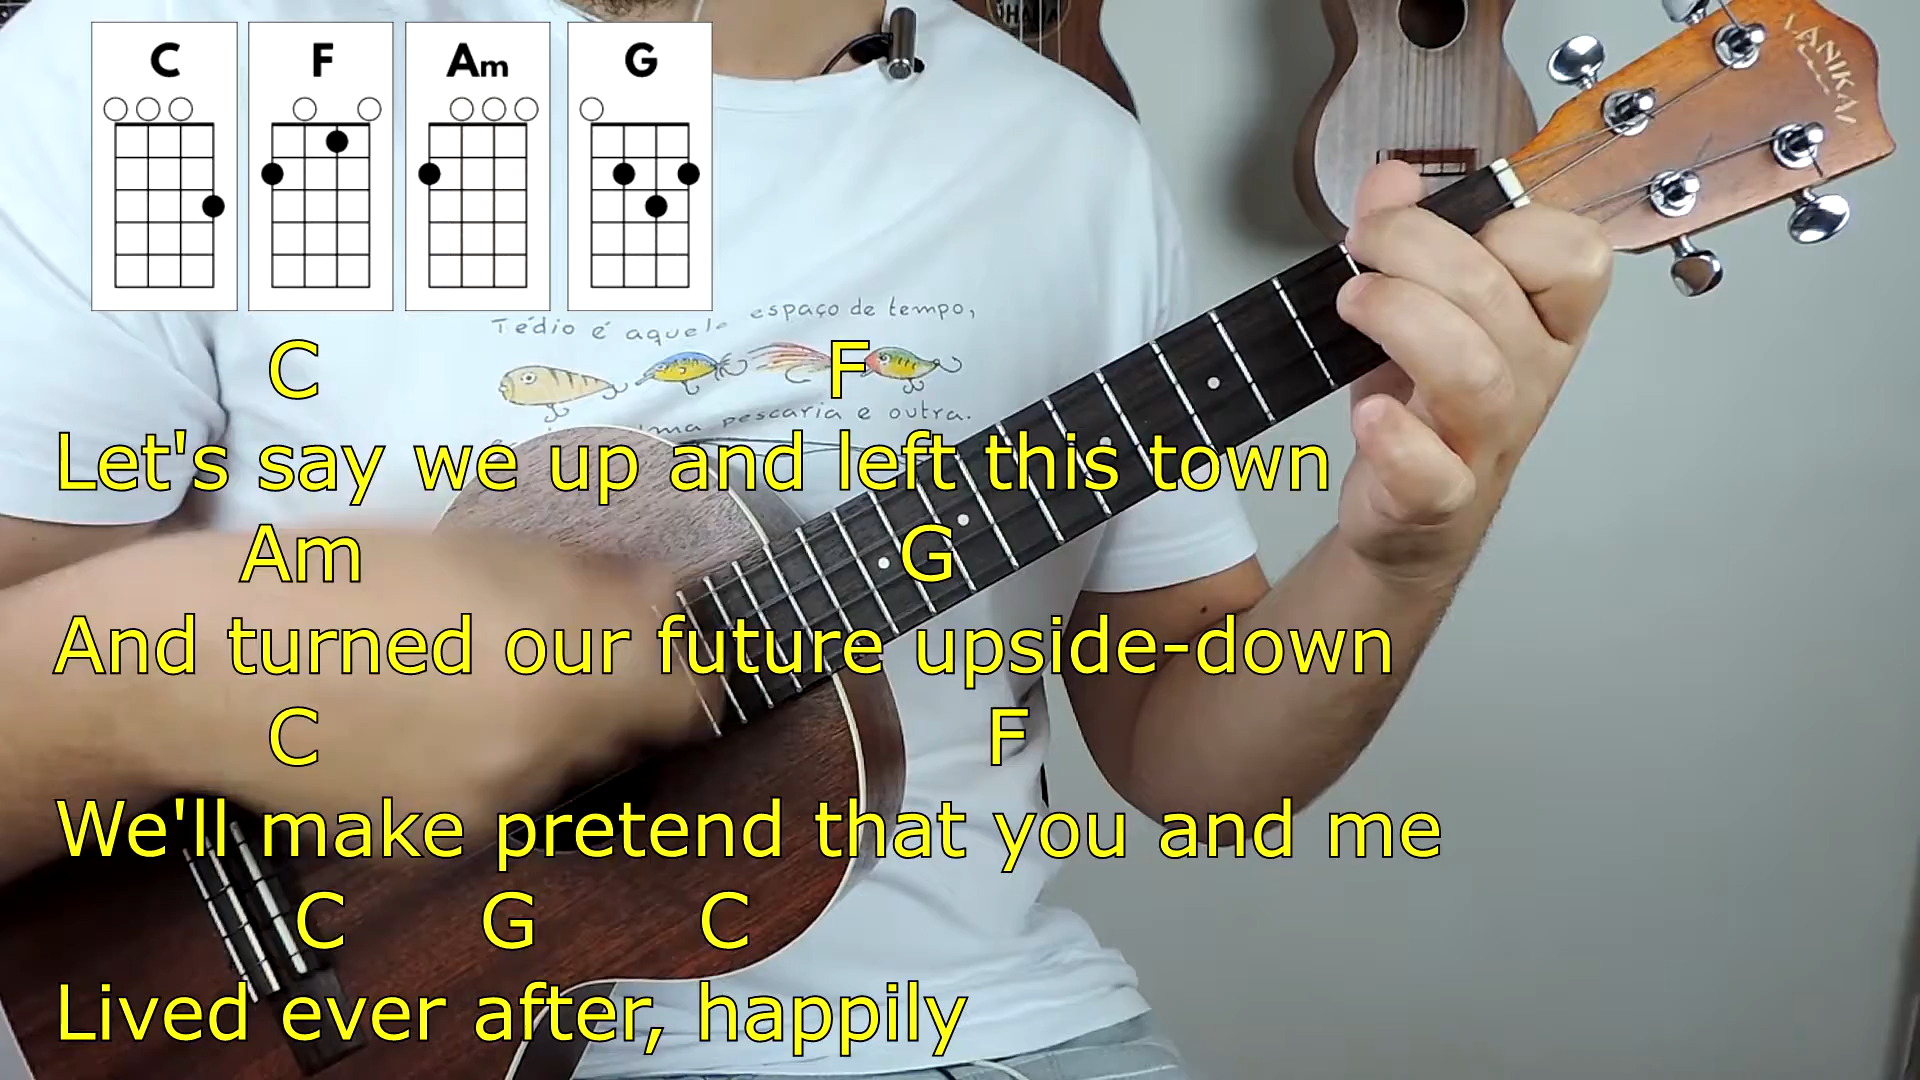 C F Am G
Tédio é aquele espaço de tempo,
uma pescaria e outra.
C F
Let's say we up and left this town
Am G
And turned our future upside-down
C F
We'll make pretend that you and me
C G C
Lived ever after, happily